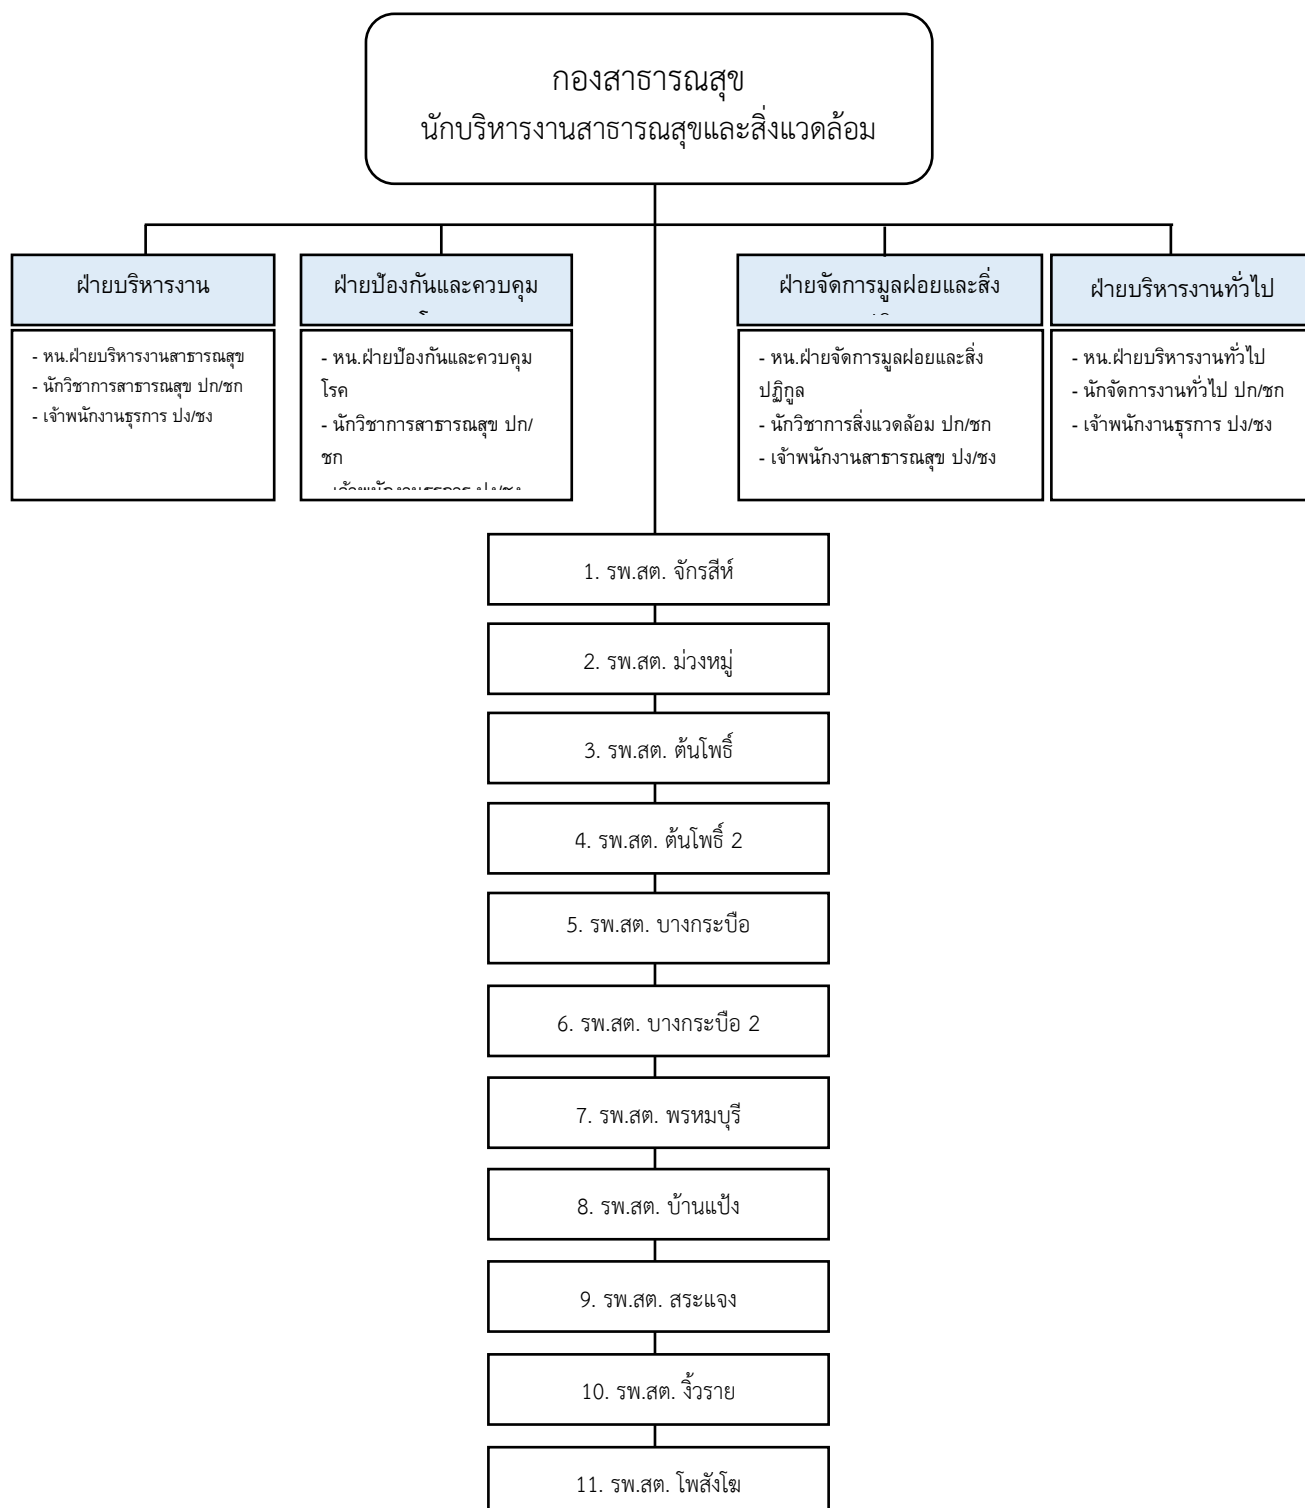 กองสาธารณสุข
นักบริหารงานสาธารณสุขและสิ่งแวดล้อม
ฝ่ายบริหารงาน
- หน.ฝ่ายบริหารงานสาธารณสุข
- นักวิชาการสาธารณสุข ปก/ชก
- เจ้าพนักงานธุรการ ปง/ชง
ฝ่ายป้องกันและควบคุม
- หน.ฝ่ายป้องกันและควบคุม
โรค
- นักวิชาการสาธารณสุข ปก/
ชก
- เจ้าพนักงานธุรการ ปง/ชง
ฝ่ายจัดการมูลฝอยและสิ่ง
- หน.ฝ่ายจัดการมูลฝอยและสิ่ง
ปฏิกูล
- นักวิชาการสิ่งแวดล้อม ปก/ชก
- เจ้าพนักงานสาธารณสุข ปง/ชง
ฝ่ายบริหารงานทั่วไป
- หน.ฝ่ายบริหารงานทั่วไป
- นักจัดการงานทั่วไป ปก/ชก
- เจ้าพนักงานธุรการ ปง/ชง
1. รพ.สต. จักรสีห์
2. รพ.สต. ม่วงหมู่
3. รพ.สต. ต้นโพธิ์
4. รพ.สต. ต้นโพธิ์ 2
5. รพ.สต. บางกระบือ
6. รพ.สต. บางกระบือ 2
7. รพ.สต. พรหมบุรี
8. รพ.สต. บ้านแป้ง
9. รพ.สต. สระแจง
10. รพ.สต. งิ้วราย
11. รพ.สต. โพสังโฆ